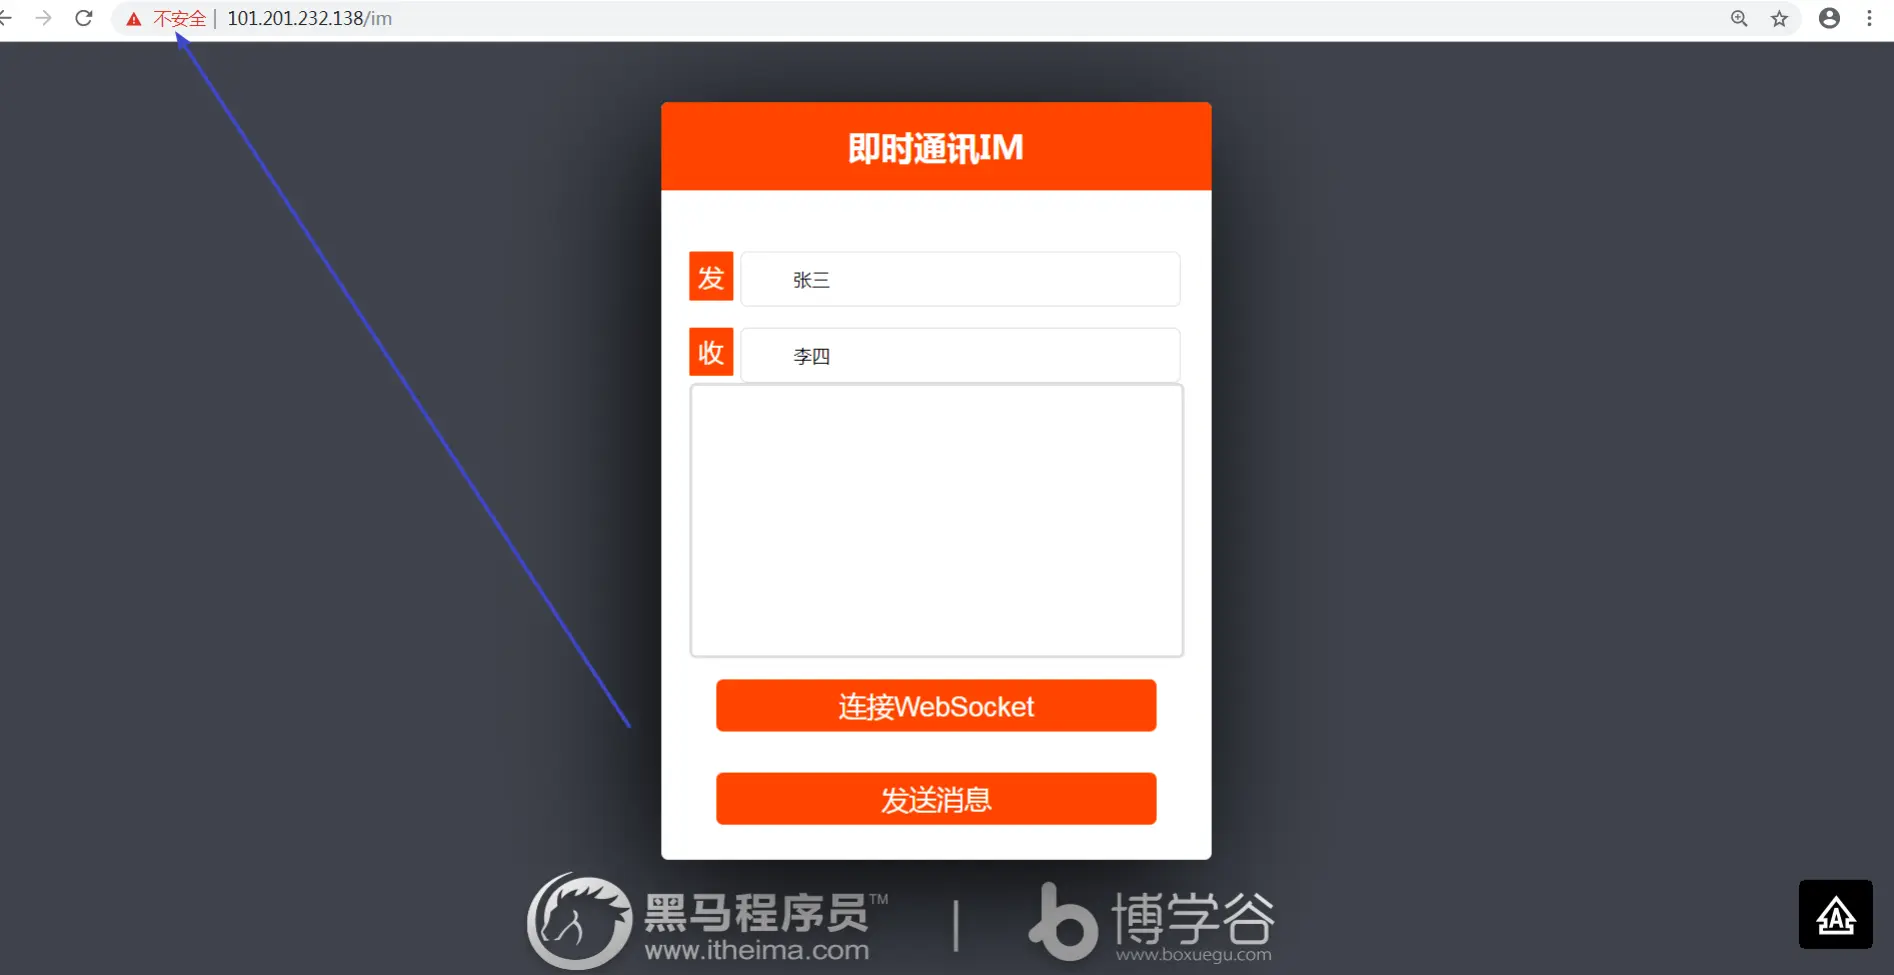 不安全 | 101.201.232.138/im
即时通讯IM
发 张三
收 李四
连接WebSocket
发送消息
黑马程序员™
www.itheima.com
博学谷
www.boxuegu.com
A